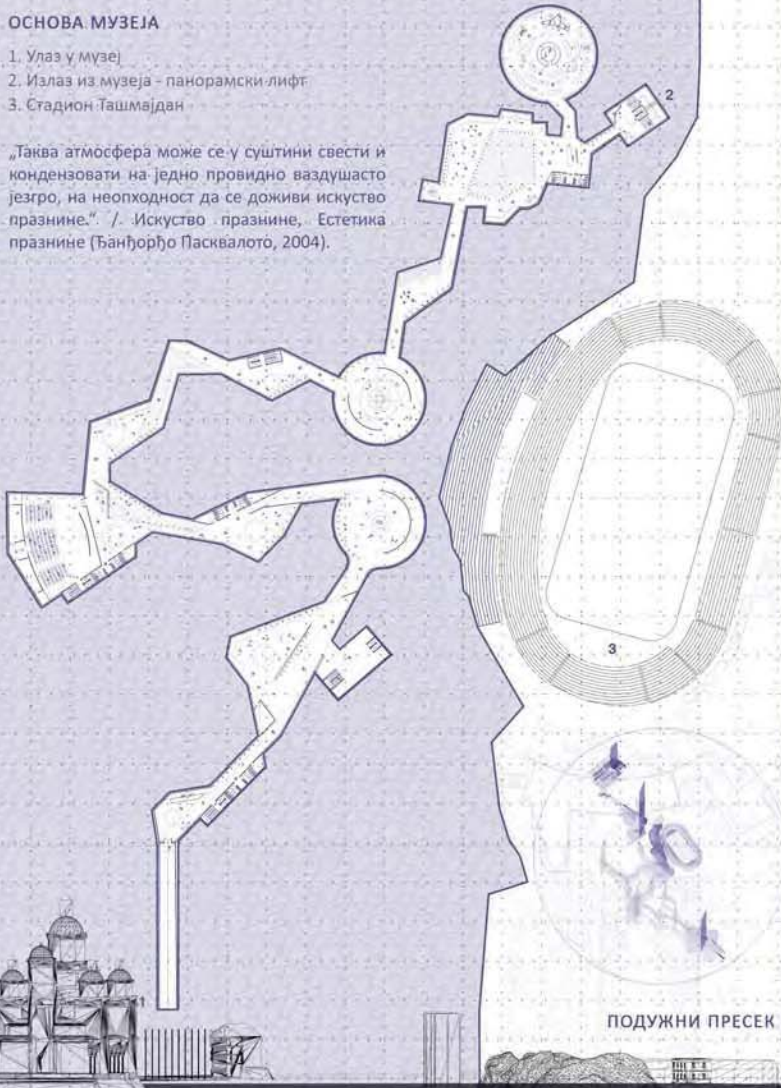 ОСНОВА МУЗЕЈА
1. Улаз у музеј
2. Излаз из музеја - панорамски лифт
3. Стадион Ташмајдан
„Таква атмосфера може се у суштини свести и
кондензовати на једно провидно ваздушасто
језгро, на неопходност да се доживи искуство
празнине.“ / Искуство празнине, Естетика
празнине (Ђанђорђо Пасквалото, 2004).
2
3
1
ПОДУЖНИ ПРЕСЕК